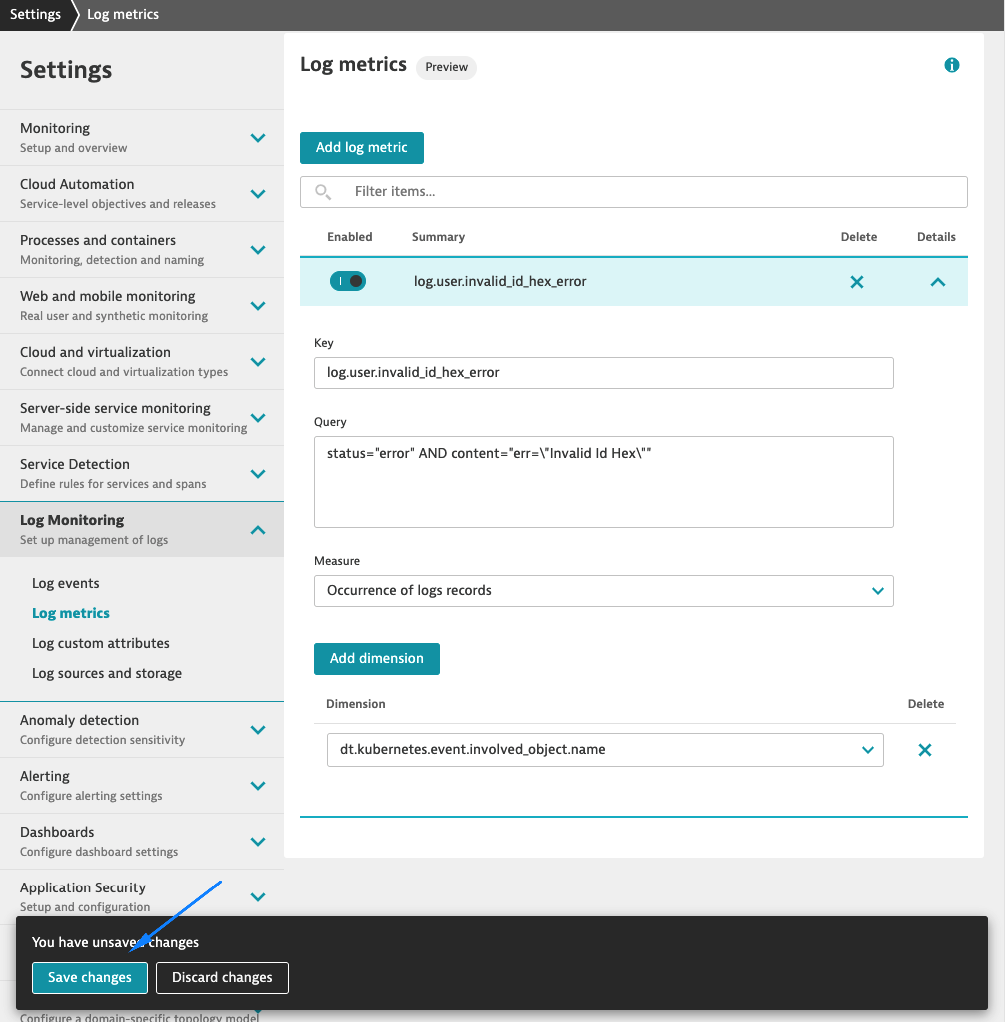 Settings
Log metrics
Settings
Monitoring
Setup and overview
Cloud Automation
Service-level objectives and releases
Processes and containers
Monitoring, detection and naming
Web and mobile monitoring
Real user and synthetic monitoring
Cloud and virtualization
Connect cloud and virtualization types
Server-side service monitoring
Manage and customize service monitoring
Service Detection
Define rules for services and spans
Log Monitoring
Set up management of logs
Log events
Log metrics
Log custom attributes
Log sources and storage
Anomaly detection
Configure detection sensitivity
Alerting
Configure alerting settings
Dashboards
Configure dashboard settings
Application Security
Setup and configuration
Configure a domain-specific topology model
Log metrics Preview
Add log metric
Filter items...
Enabled Summary Delete Details
log.user.invalid_id_hex_error
Key
log.user.invalid_id_hex_error
Query
status="error" AND content="err=\"Invalid Id Hex\""
Measure
Occurrence of logs records
Add dimension
Dimension Delete
dt.kubernetes.event.involved_object.name
You have unsaved changes
Save changes Discard changes